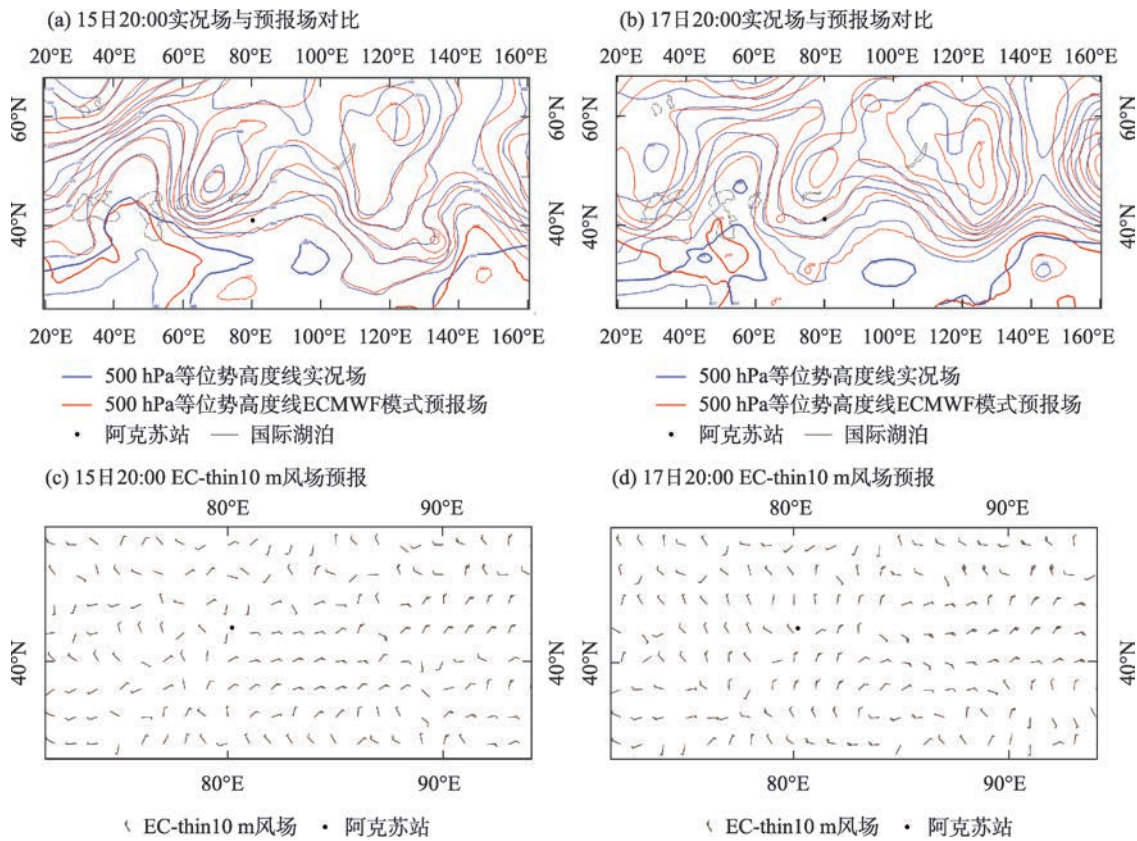 (a) 15日20:00实况场与预报场对比
(b) 17日20:00实况场与预报场对比
20°E 40°E 60°E 80°E 100°E 120°E 140°E 160°E
20°E 40°E 60°E 80°E 100°E 120°E 140°E 160°E
60°N
60°N
60°N
40°N
40°N
40°N
20°E 40°E 60°E 80°E 100°E 120°E 140°E 160°E
20°E 40°E 60°E 80°E 100°E 120°E 140°E 160°E
500 hPa等位势高度线实况场
500 hPa等位势高度线ECMWF模式预报场
阿克苏站 国际湖泊
500 hPa等位势高度线实况场
500 hPa等位势高度线ECMWF模式预报场
阿克苏站 国际湖泊
(c) 15日20:00 EC-thin10 m风场预报
(d) 17日20:00 EC-thin10 m风场预报
80°E 90°E
80°E 90°E
40°N
40°N
40°N
80°E 90°E
80°E 90°E
EC-thin10 m风场 阿克苏站
EC-thin10 m风场 阿克苏站